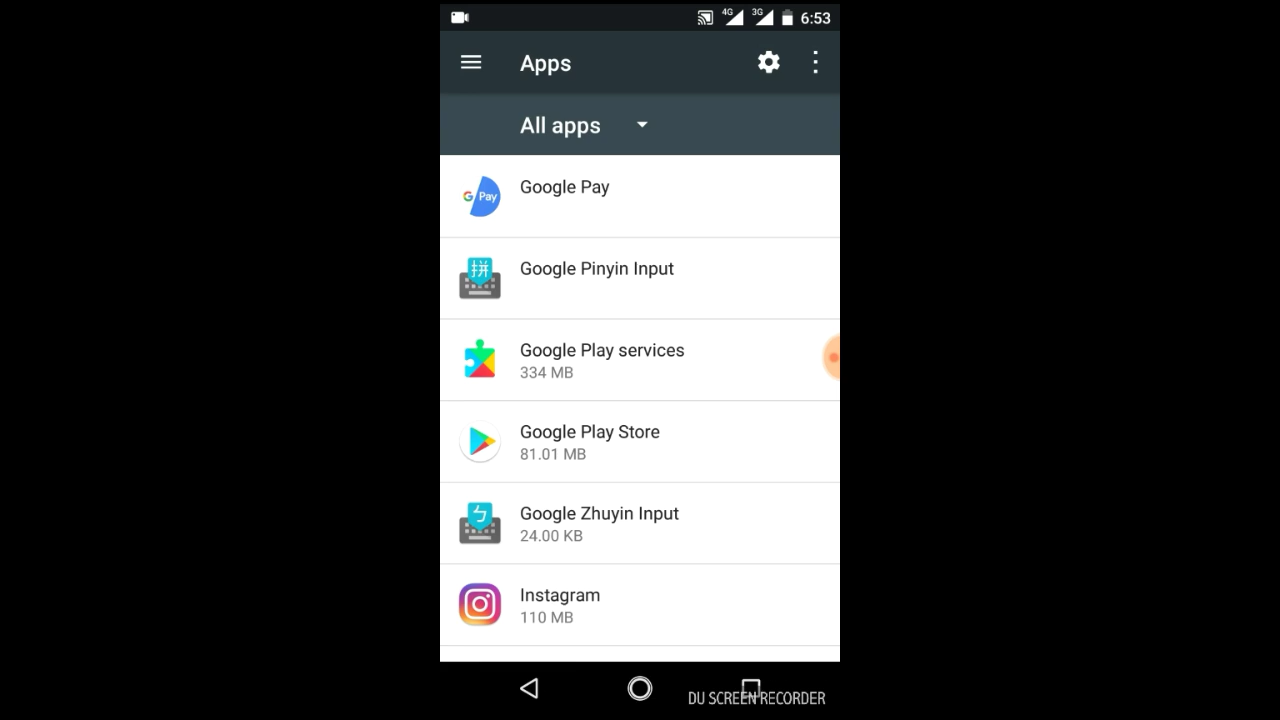 4G 3G 6:53
Apps
All apps
G Pay
Google Pay
拼
Google Pinyin Input
Google Play services
334 MB
Google Play Store
81.01 MB
ㄅ
Google Zhuyin Input
24.00 KB
Instagram
110 MB
DU SCREEN RECORDER